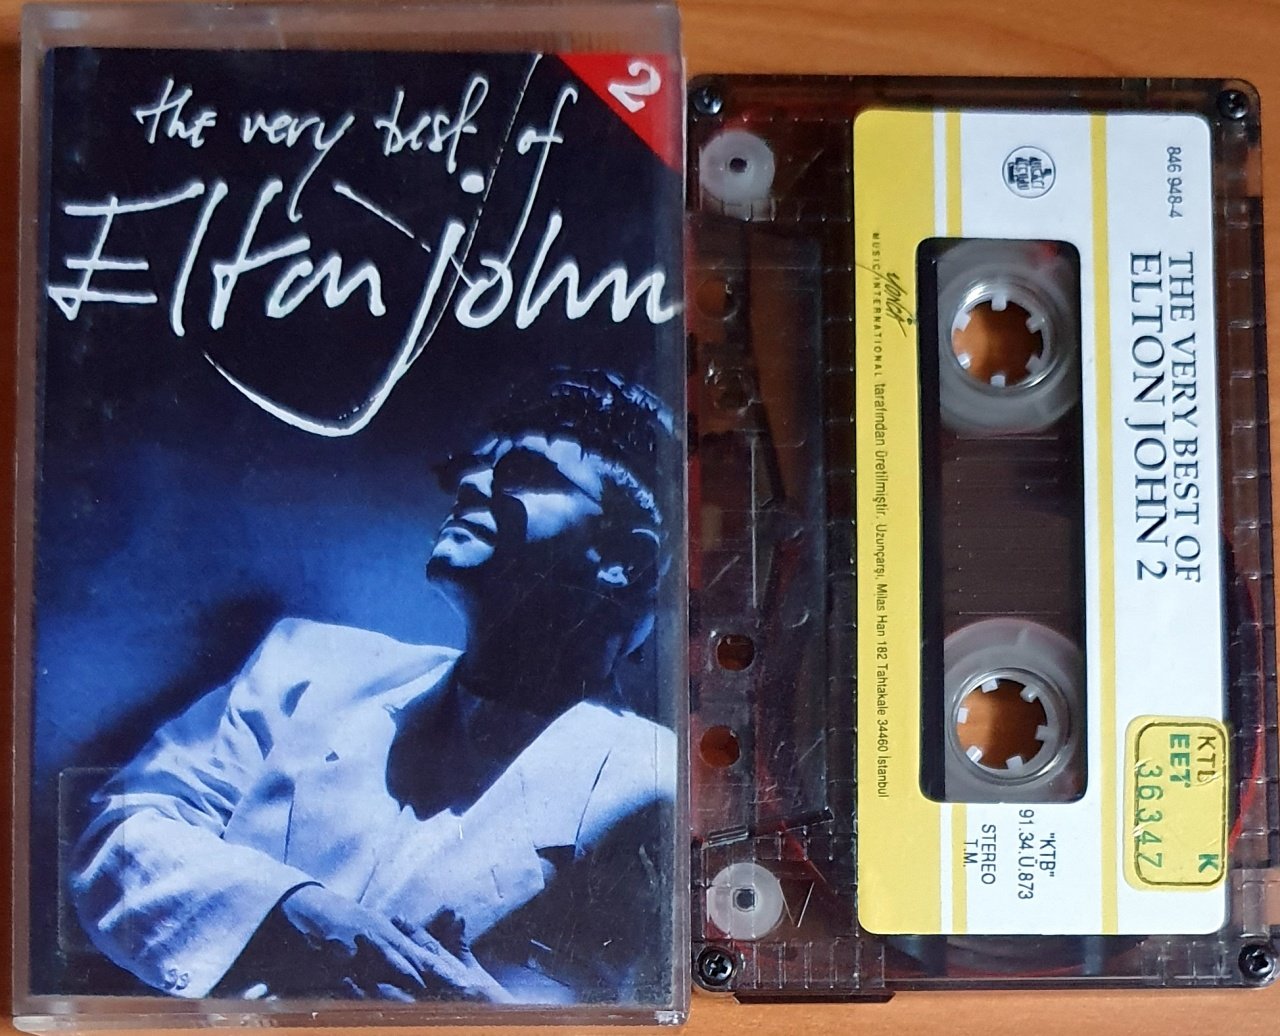 the very best of
Elton john
2
846 948-4
THE VERY BEST OF
ELTON JOHN 2
KTB
EET
K
36347
"KTB"
91.34.Ü.873
STEREO
T.M.
MUSIC INTERNATIONAL tarafından üretilmiştir. Uzunçarşı, Milas Han 182 Tahtakale 34460 İstanbul